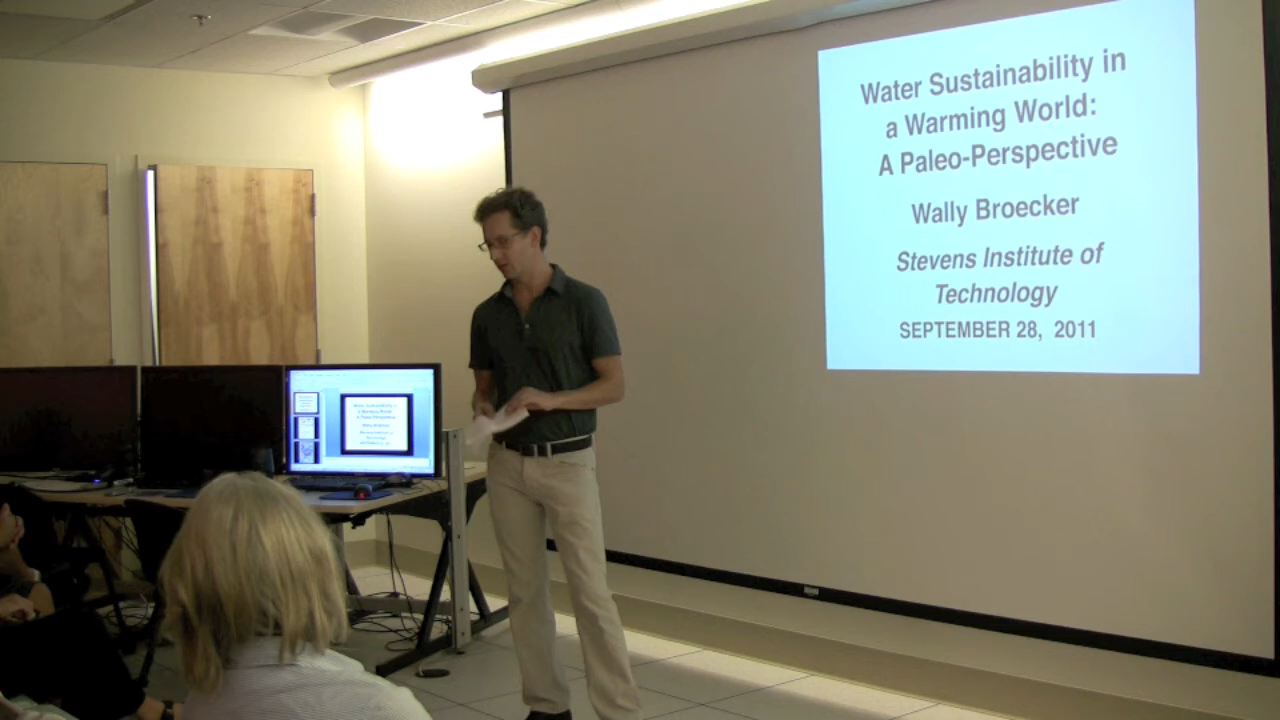 Water Sustainability in
a Warming World:
A Paleo-Perspective
Wally Broecker
Stevens Institute of
Technology
SEPTEMBER 28, 2011